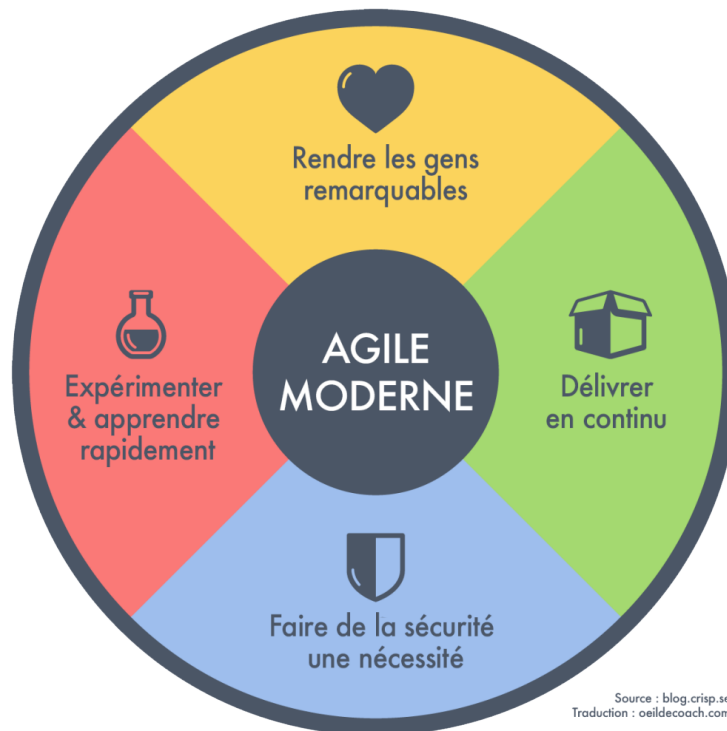 Rendre les gens
remarquables
Expérimenter
& apprendre
rapidement
AGILE
MODERNE
Délivrer
en continu
Faire de la sécurité
une nécessité
Source : blog.crisp.se
Traduction : oeildecoach.com